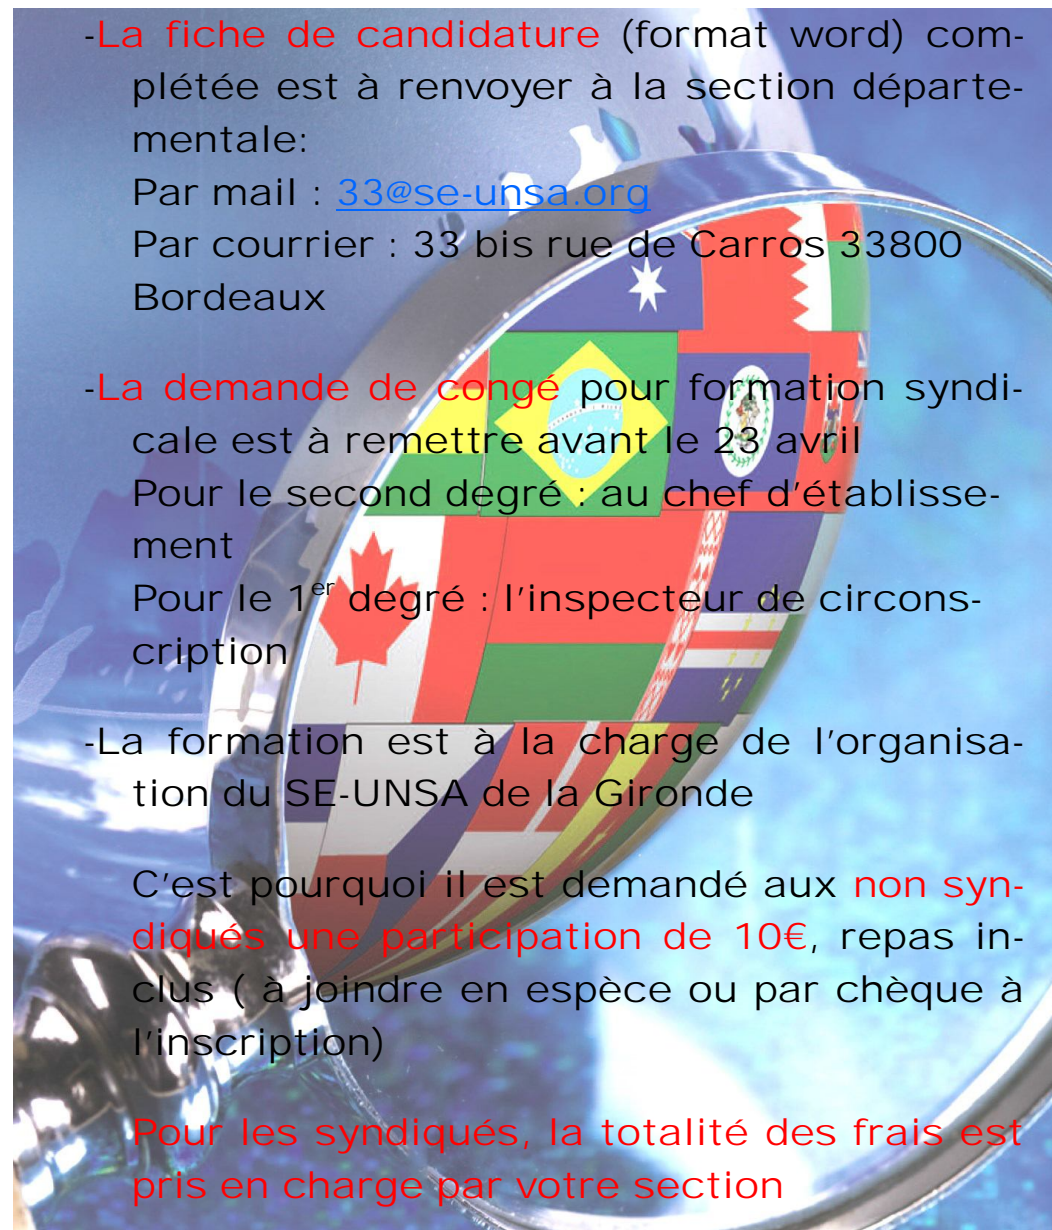 -La fiche de candidature (format word) com-
plétée est à renvoyer à la section départe-
mentale:
Par mail : 33@se-unsa.org
Par courrier : 33 bis rue de Carros 33800
Bordeaux
-La demande de congé pour formation syndi-
cale est à remettre avant le 23 avril
Pour le second degré : au chef d'établisse-
ment
Pour le 1er degré : l'inspecteur de circons-
cription
-La formation est à la charge de l'organisa-
tion du SE-UNSA de la Gironde
C'est pourquoi il est demandé aux non syn-
diqués une participation de 10€, repas in-
clus ( à joindre en espèce ou par chèque à
l'inscription)
Pour les syndiqués, la totalité des frais est
pris en charge par votre section